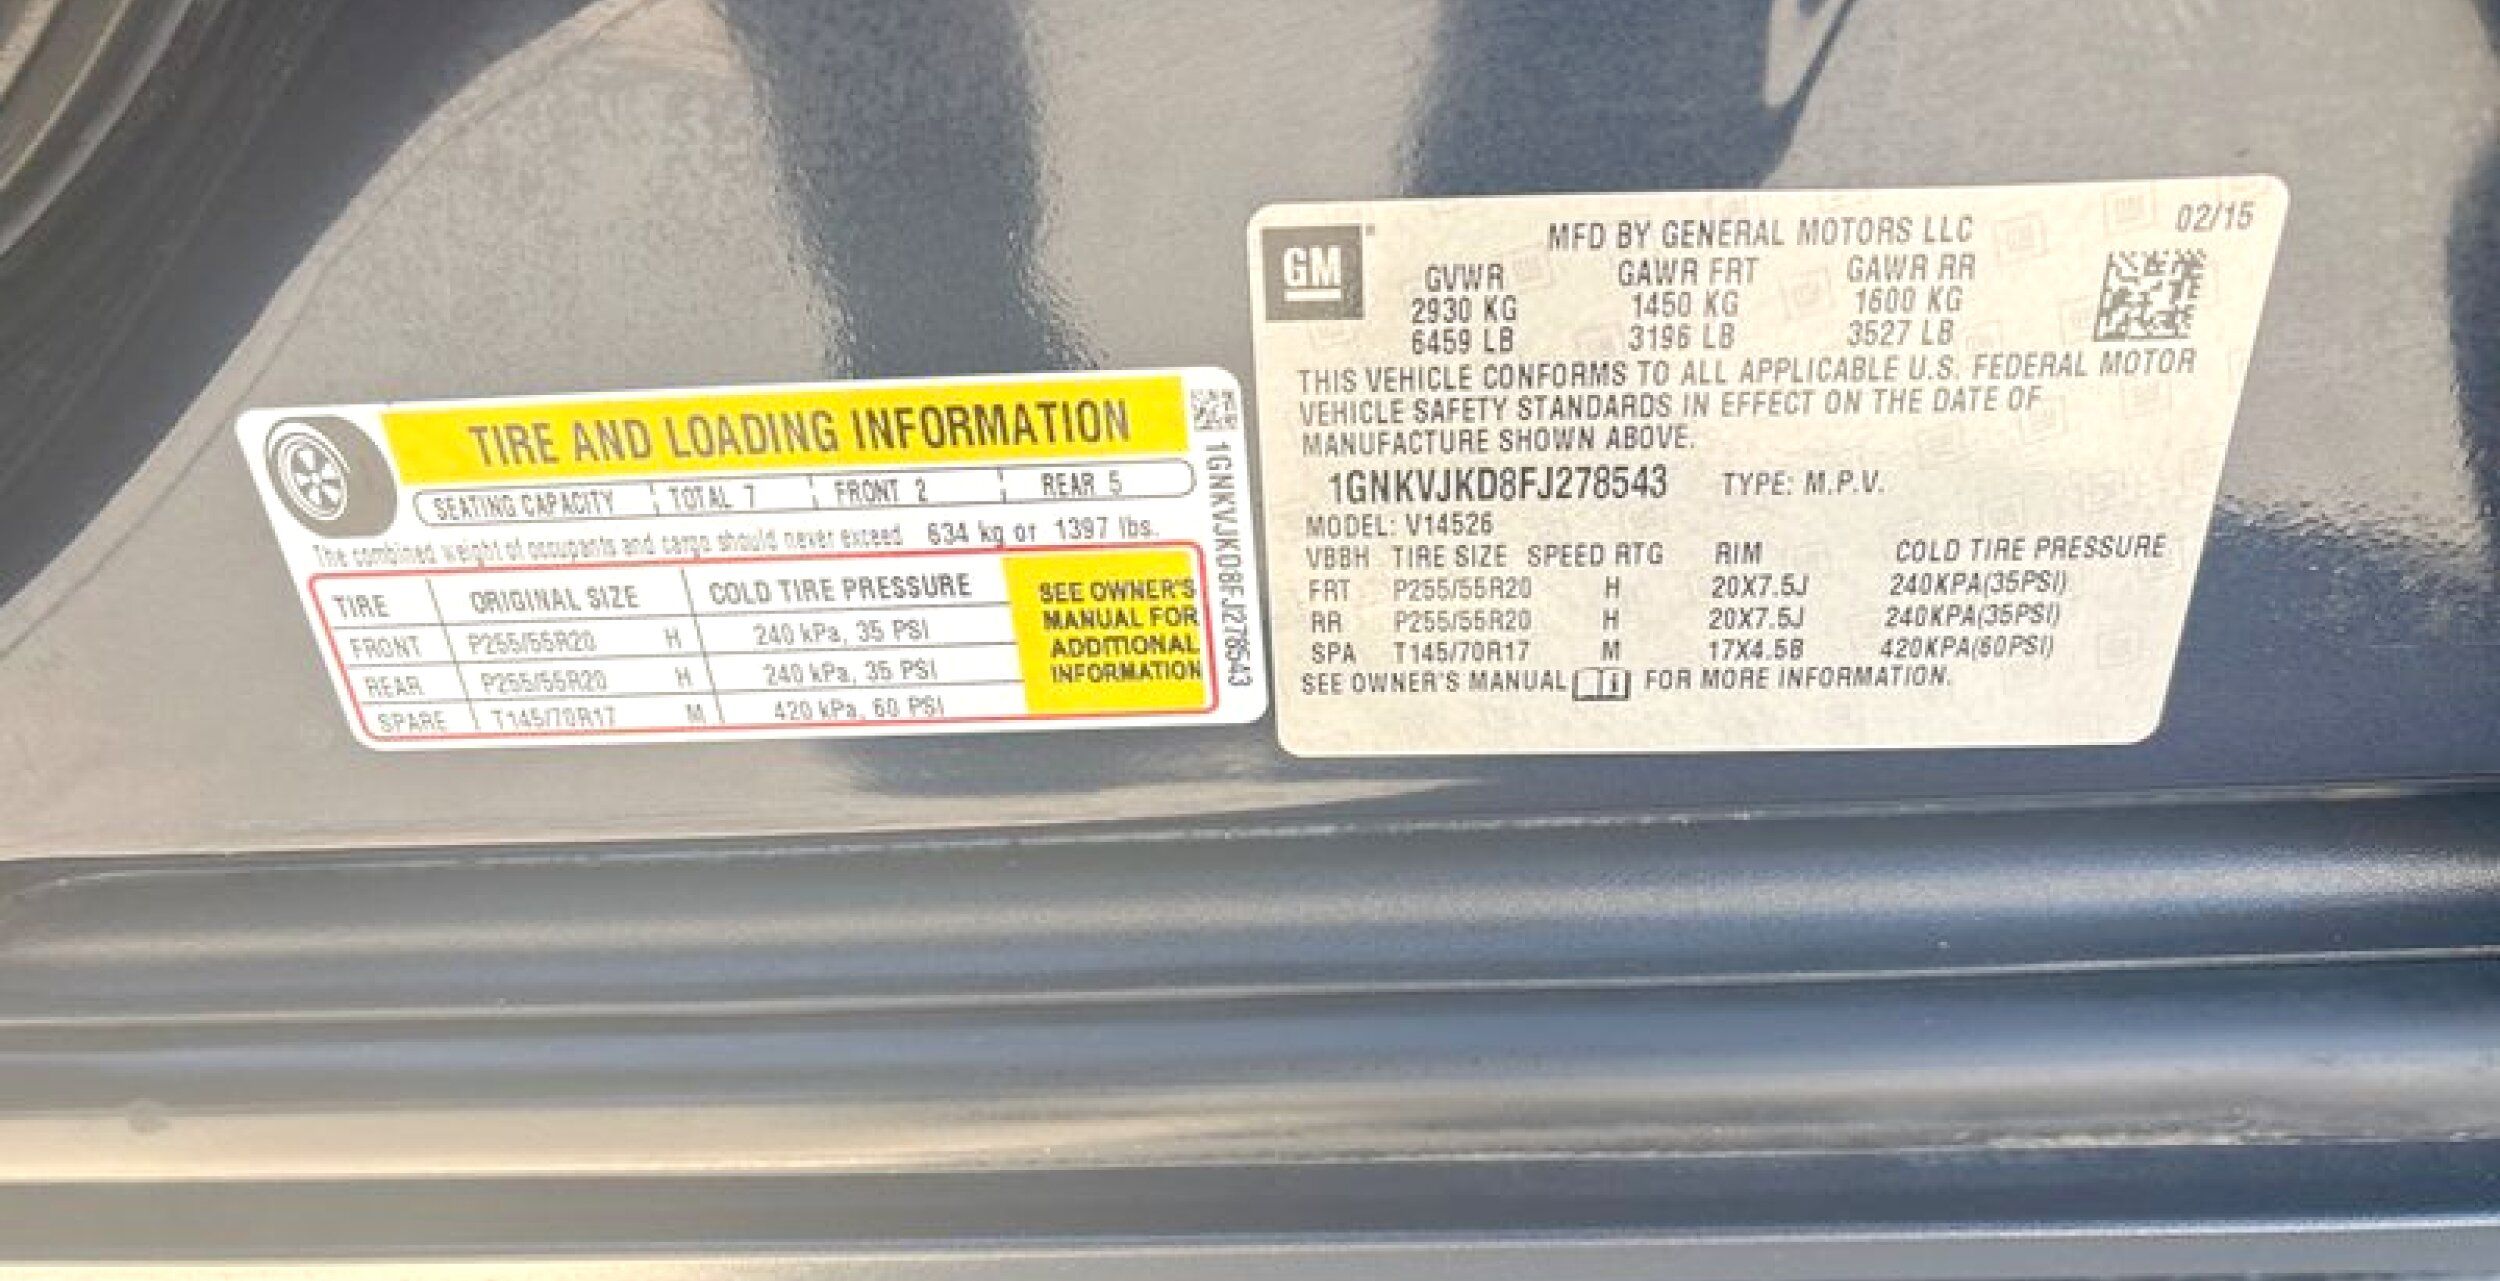 TIRE AND LOADING INFORMATION
SEATING CAPACITY TOTAL 7 FRONT 2 REAR 5
The combined weight of occupants and cargo should never exceed 634 kg or 1397 lbs.
TIRE ORIGINAL SIZE COLD TIRE PRESSURE
FRONT P255/55R20 H 240 kPa, 35 PSI
REAR P255/55R20 H 240 kPa, 35 PSI
SPARE T145/70R17 M 420 kPa, 60 PSI
SEE OWNER'S
MANUAL FOR
ADDITIONAL
INFORMATION
1GNKVJKD8FJ278543
GM
MFD BY GENERAL MOTORS LLC 02/15
GVWR GAWR FRT GAWR RR
2930 KG 1450 KG 1600 KG
6459 LB 3196 LB 3527 LB
THIS VEHICLE CONFORMS TO ALL APPLICABLE U.S. FEDERAL MOTOR
VEHICLE SAFETY STANDARDS IN EFFECT ON THE DATE OF
MANUFACTURE SHOWN ABOVE.
1GNKVJKD8FJ278543 TYPE: M.P.V.
MODEL: V14526
VBBH TIRE SIZE SPEED RTG RIM COLD TIRE PRESSURE
FRT P255/55R20 H 20X7.5J 240KPA(35PSI)
RR P255/55R20 H 20X7.5J 240KPA(35PSI)
SPA T145/70R17 M 17X4.5B 420KPA(60PSI)
SEE OWNER'S MANUAL FOR MORE INFORMATION.